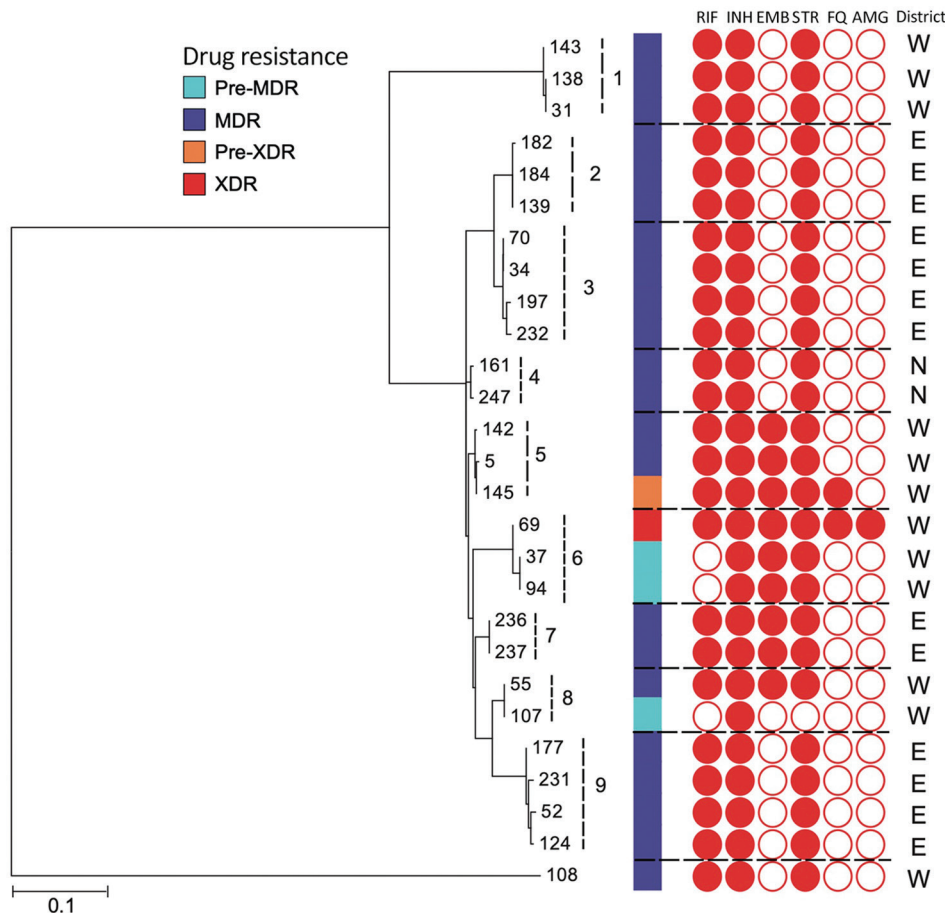 RIF INH EMB STR FQ AMG District
Drug resistance
Pre-MDR
MDR
Pre-XDR
XDR
143 W
138 1 W
31 W
182 E
184 2 E
139 E
70 E
34 E
197 3 E
232 E
161 N
247 4 N
142 W
5 5 W
145 W
69 W
37 6 W
94 W
236 E
237 7 E
55 W
107 8 W
177 E
231 9 E
52 E
124 E
108 W
0.1